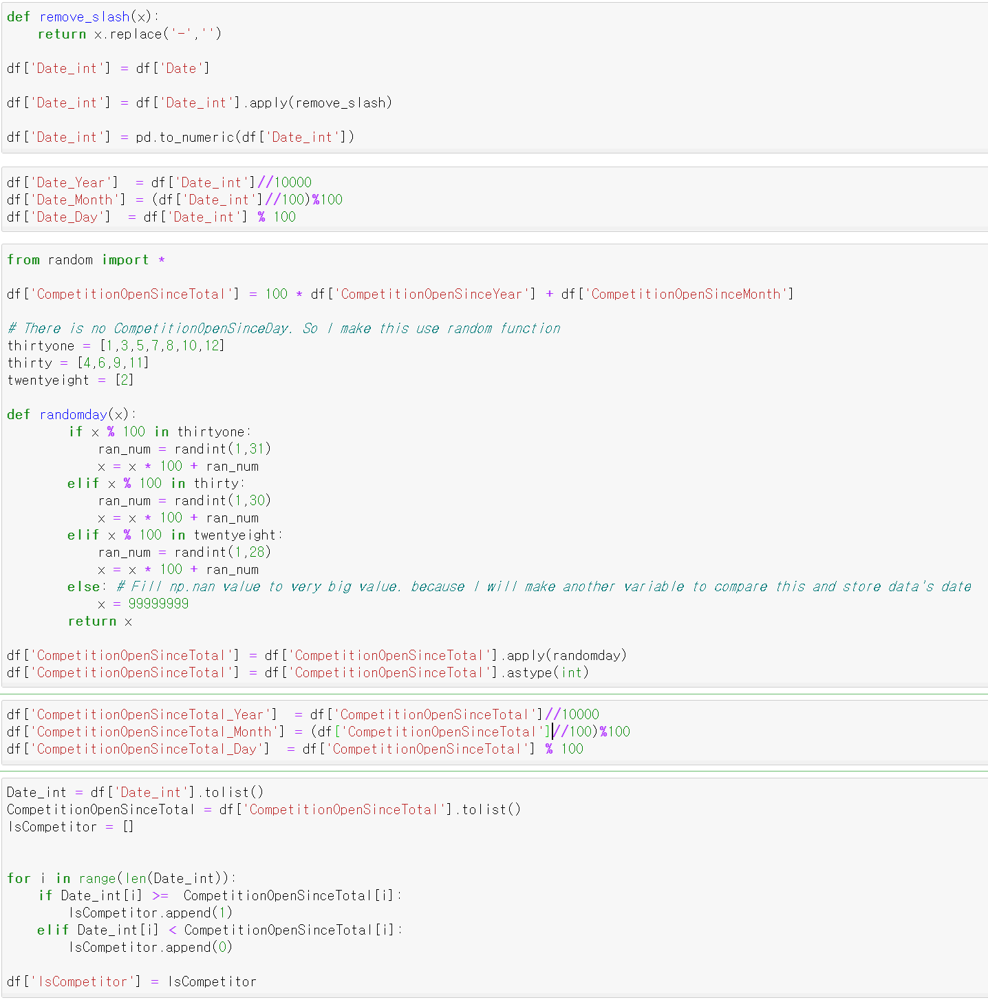 def remove_slash(x):
    return x.replace('-','')

df['Date_int'] = df['Date']

df['Date_int'] = df['Date_int'].apply(remove_slash)

df['Date_int'] = pd.to_numeric(df['Date_int'])

df['Date_Year']  = df['Date_int']//10000
df['Date_Month'] = (df['Date_int']//100)%100
df['Date_Day']  = df['Date_int'] % 100

from random import *

df['CompetitionOpenSinceTotal'] = 100 * df['CompetitionOpenSinceYear'] + df['CompetitionOpenSinceMonth']

# There is no CompetitionOpenSinceDay. So I make this use random function
thirtyone = [1,3,5,7,8,10,12]
thirty = [4,6,9,11]
twentyeight = [2]

def randomday(x):
        if x % 100 in thirtyone:
            ran_num = randint(1,31)
            x = x * 100 + ran_num
        elif x % 100 in thirty:
            ran_num = randint(1,30)
            x = x * 100 + ran_num
        elif x % 100 in twentyeight:
            ran_num = randint(1,28)
            x = x * 100 + ran_num
        else: # Fill np.nan value to very big value. because I will make another variable to compare this and store data's date
            x = 99999999
        return x

df['CompetitionOpenSinceTotal'] = df['CompetitionOpenSinceTotal'].apply(randomday)
df['CompetitionOpenSinceTotal'] = df['CompetitionOpenSinceTotal'].astype(int)

df['CompetitionOpenSinceTotal_Year']  = df['CompetitionOpenSinceTotal']//10000
df['CompetitionOpenSinceTotal_Month'] = (df['CompetitionOpenSinceTotal']//100)%100
df['CompetitionOpenSinceTotal_Day']  = df['CompetitionOpenSinceTotal'] % 100

Date_int = df['Date_int'].tolist()
CompetitionOpenSinceTotal = df['CompetitionOpenSinceTotal'].tolist()
IsCompetitor = []


for i in range(len(Date_int)):
    if Date_int[i] >=  CompetitionOpenSinceTotal[i]:
        IsCompetitor.append(1)
    elif Date_int[i] < CompetitionOpenSinceTotal[i]:
        IsCompetitor.append(0)

df['IsCompetitor'] = IsCompetitor